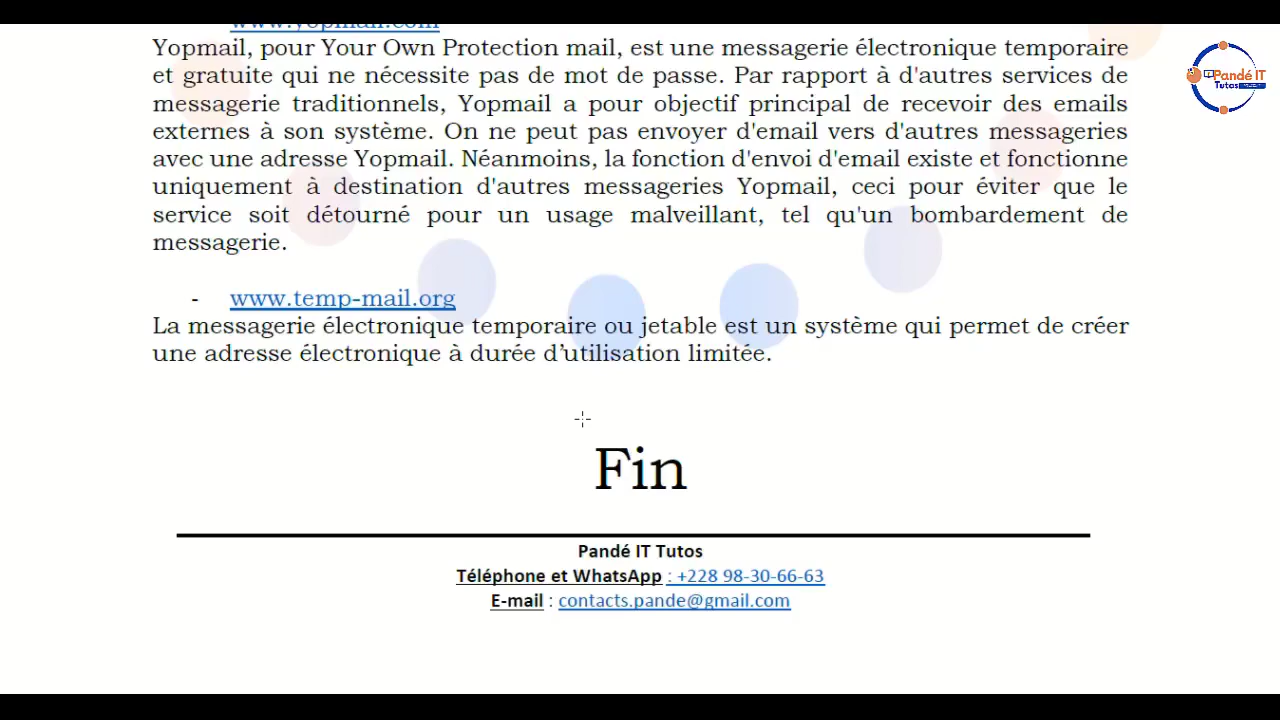 www.yopmail.com
Yopmail, pour Your Own Protection mail, est une messagerie électronique temporaire
et gratuite qui ne nécessite pas de mot de passe. Par rapport à d'autres services de
messagerie traditionnels, Yopmail a pour objectif principal de recevoir des emails
externes à son système. On ne peut pas envoyer d'email vers d'autres messageries
avec une adresse Yopmail. Néanmoins, la fonction d'envoi d'email existe et fonctionne
uniquement à destination d'autres messageries Yopmail, ceci pour éviter que le
service soit détourné pour un usage malveillant, tel qu'un bombardement de
messagerie.
- www.temp-mail.org
La messagerie électronique temporaire ou jetable est un système qui permet de créer
une adresse électronique à durée d’utilisation limitée.
Fin
Pandé IT Tutos
Téléphone et WhatsApp : +228 98-30-66-63
E-mail : contacts.pande@gmail.com
Pandé IT
Tutos